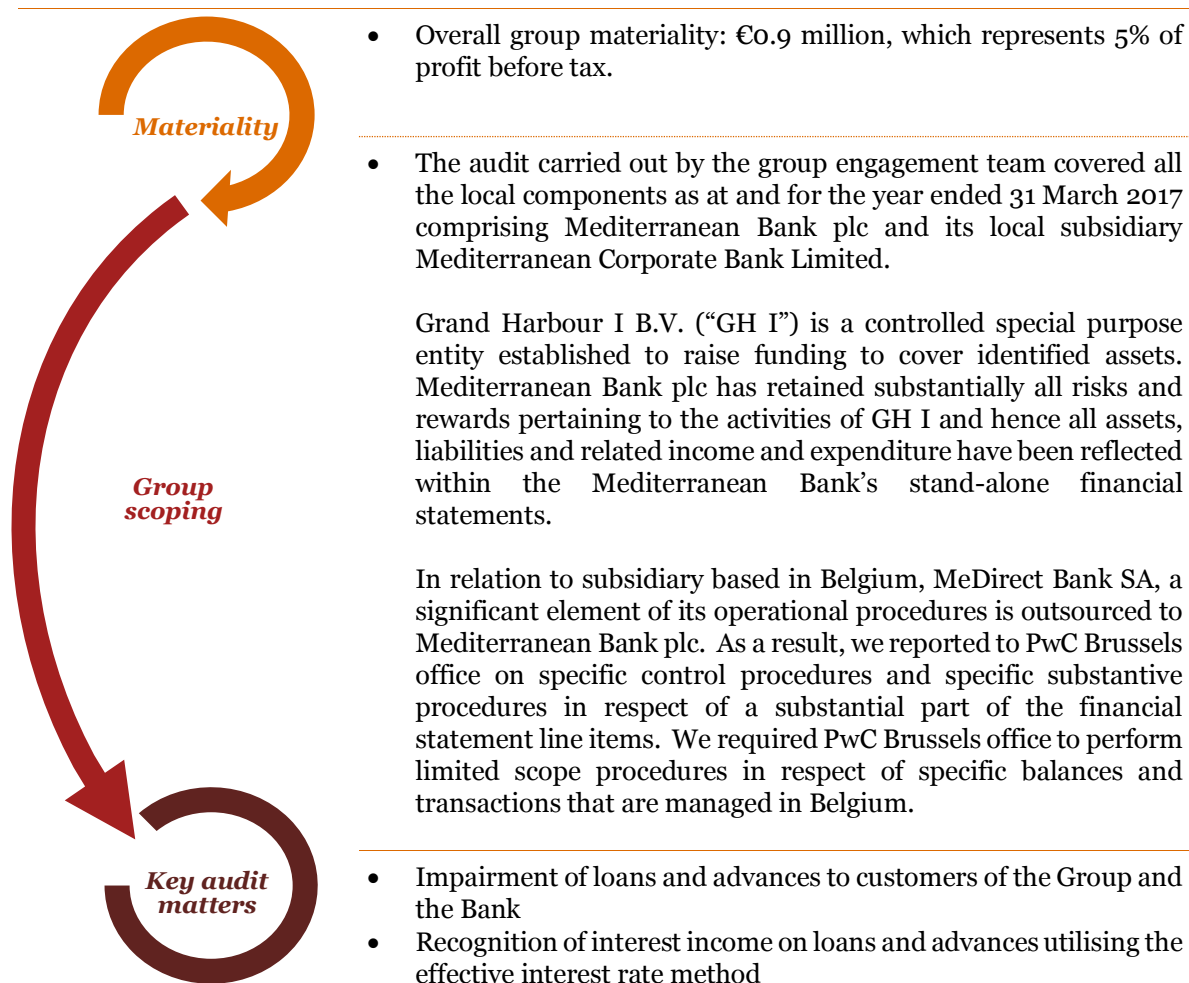 Materiality
• Overall group materiality: €0.9 million, which represents 5% of
profit before tax.
• The audit carried out by the group engagement team covered all
the local components as at and for the year ended 31 March 2017
comprising Mediterranean Bank plc and its local subsidiary
Mediterranean Corporate Bank Limited.
Grand Harbour I B.V. (“GH I”) is a controlled special purpose
entity established to raise funding to cover identified assets.
Mediterranean Bank plc has retained substantially all risks and
rewards pertaining to the activities of GH I and hence all assets,
liabilities and related income and expenditure have been reflected
within the Mediterranean Bank’s stand-alone financial
statements.
Group
scoping
In relation to subsidiary based in Belgium, MeDirect Bank SA, a
significant element of its operational procedures is outsourced to
Mediterranean Bank plc. As a result, we reported to PwC Brussels
office on specific control procedures and specific substantive
procedures in respect of a substantial part of the financial
statement line items. We required PwC Brussels office to perform
limited scope procedures in respect of specific balances and
transactions that are managed in Belgium.
Key audit
matters
• Impairment of loans and advances to customers of the Group and
the Bank
• Recognition of interest income on loans and advances utilising the
effective interest rate method